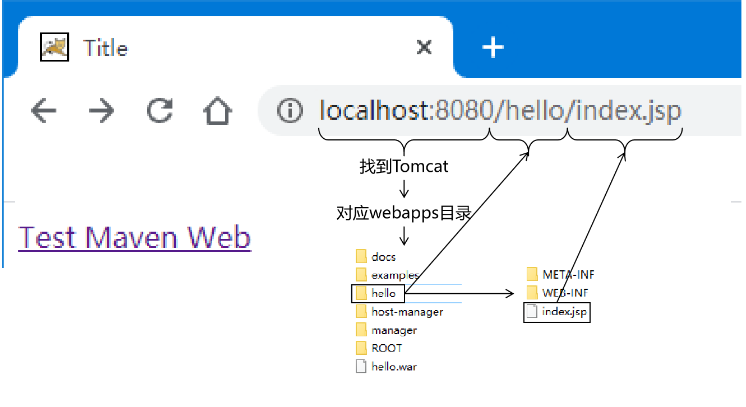 Title
localhost:8080/hello/index.jsp
找到Tomcat
对应webapps目录
Test Maven Web
docs
examples
hello
host-manager
manager
ROOT
hello.war
META-INF
WEB-INF
index.jsp